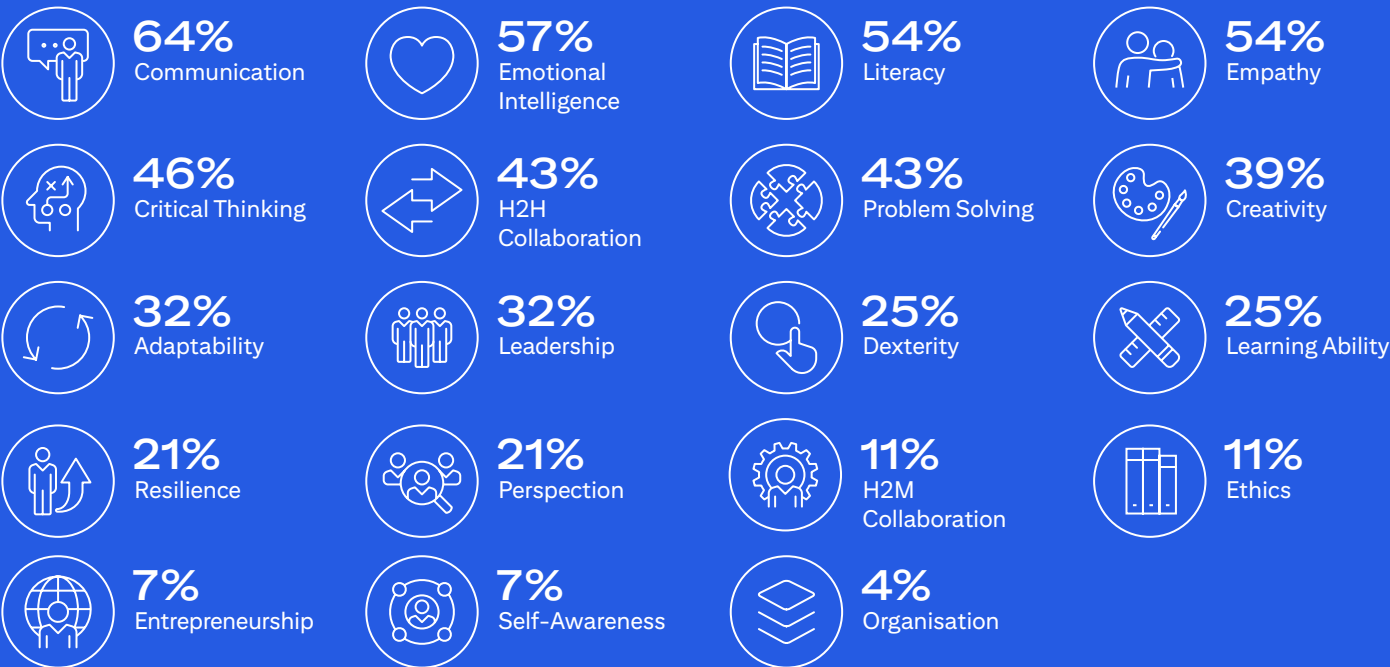 64%
Communication
57%
Emotional
Intelligence
54%
Literacy
54%
Empathy
46%
Critical Thinking
43%
H2H
Collaboration
43%
Problem Solving
39%
Creativity
32%
Adaptability
32%
Leadership
25%
Dexterity
25%
Learning Ability
21%
Resilience
21%
Perspection
11%
H2M
Collaboration
11%
Ethics
7%
Entrepreneurship
7%
Self-Awareness
4%
Organisation